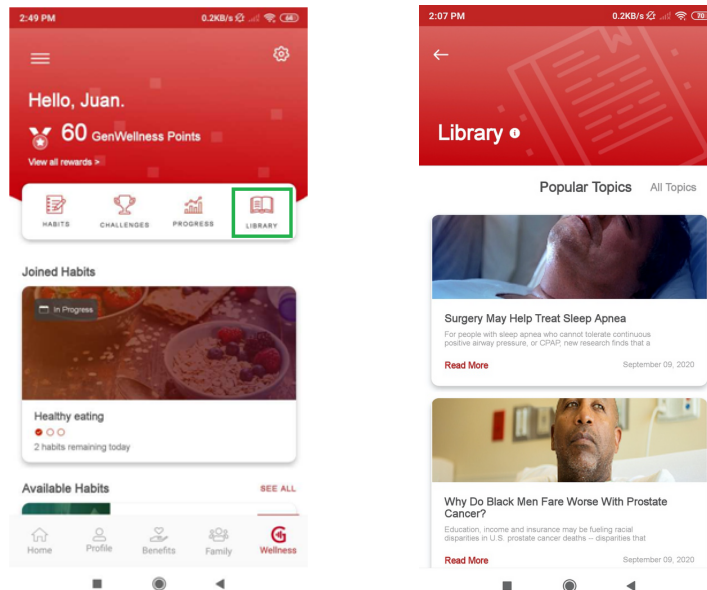 2:49 PM
0.2KB/s
68
Hello, Juan.
60 GenWellness Points
View all rewards >
HABITS
CHALLENGES
PROGRESS
LIBRARY
Joined Habits
In Progress
Healthy eating
2 habits remaining today
Available Habits
SEE ALL
Home
Profile
Benefits
Family
Wellness
2:07 PM
0.2KB/s
70
Library
Popular Topics
All Topics
Surgery May Help Treat Sleep Apnea
For people with sleep apnea who cannot tolerate continuous
positive airway pressure, or CPAP, new research finds that a
Read More
September 09, 2020
Why Do Black Men Fare Worse With Prostate
Cancer?
Education, income and insurance may be fueling racial
disparities in U.S. prostate cancer deaths -- disparities that
Read More
September 09, 2020